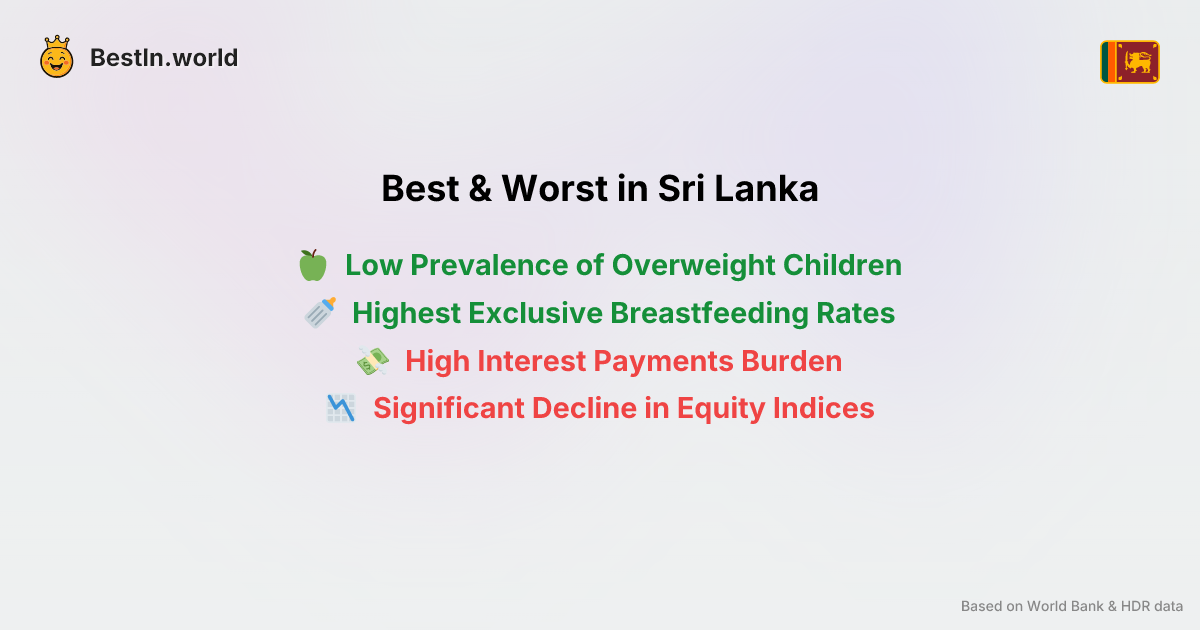 BestIn.world
Best & Worst in Sri Lanka
Low Prevalence of Overweight Children
Highest Exclusive Breastfeeding Rates
High Interest Payments Burden
Significant Decline in Equity Indices
Based on World Bank & HDR data